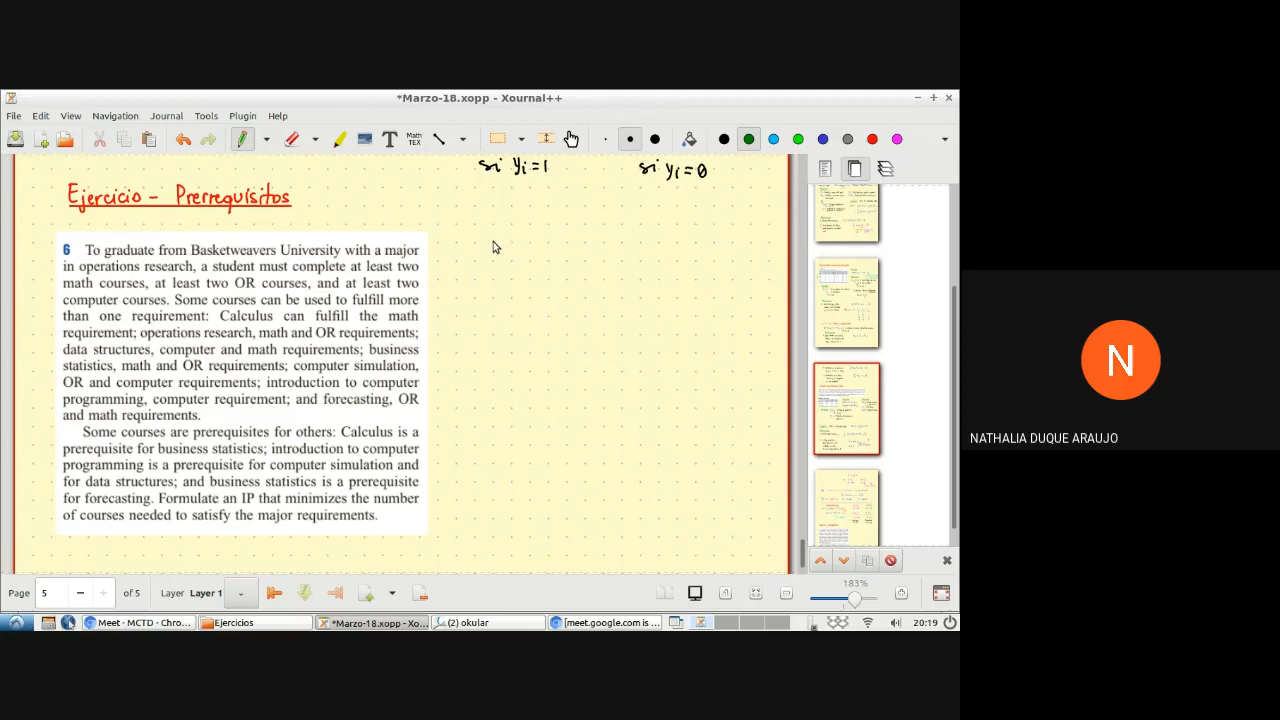 *Marzo-18.xopp - Xournal++
File Edit View Navigation Journal Tools Plugin Help
si yi=1 si yi=0
Ejercicio - Prerrequisitos
6 To graduate from Basketweavers University with a major
in operations research, a student must complete at least two
math courses, at least two OR courses, and at least two
computer courses. Some courses can be used to fulfill more
than one requirement: Calculus can fulfill the math
requirement; operations research, math and OR requirements;
data structures, computer and math requirements; business
statistics, math and OR requirements; computer simulation,
OR and computer requirements; introduction to computer
programming, computer requirement; and forecasting, OR
and math requirements.
Some courses are prerequisites for others: Calculus is a
prerequisite for business statistics; introduction to computer
programming is a prerequisite for computer simulation and
for data structures; and business statistics is a prerequisite
for forecasting. Formulate an IP that minimizes the number
of courses needed to satisfy the major requirements.
N
NATHALIA DUQUE ARAUJO
183%
Page 5 of 5 Layer Layer 1
Meet - MCTD - Chro... Ejercicios *Marzo-18.xopp - Xo... (2) okular [meet.google.com is ... 20:19